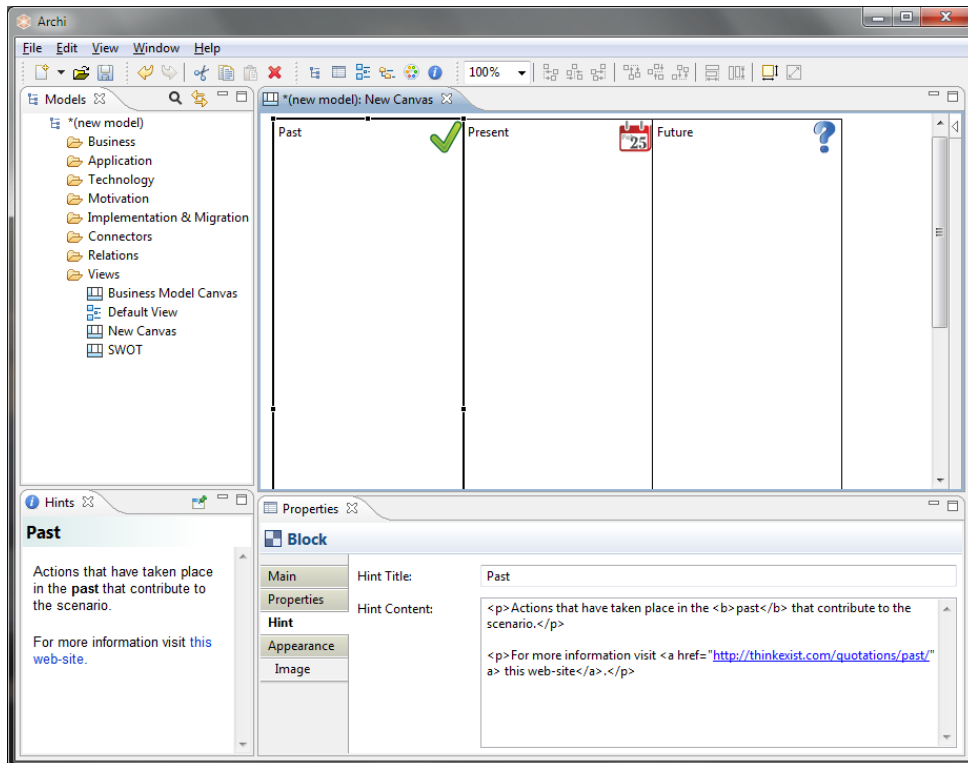 Archi
File Edit View Window Help
100%
Models
*(new model): New Canvas
*(new model)
Business
Application
Technology
Motivation
Implementation & Migration
Connectors
Relations
Views
Business Model Canvas
Default View
New Canvas
SWOT
Past
Present
25
Future
Hints
Past
Actions that have taken place
in the past that contribute to
the scenario.
For more information visit this
web-site.
Properties
Block
Main
Properties
Hint
Appearance
Image
Hint Title:
Past
Hint Content:
<p>Actions that have taken place in the <b>past</b> that contribute to the
scenario.</p>
<p>For more information visit <a href="http://thinkexist.com/quotations/past/"
a> this web-site</a>.</p>